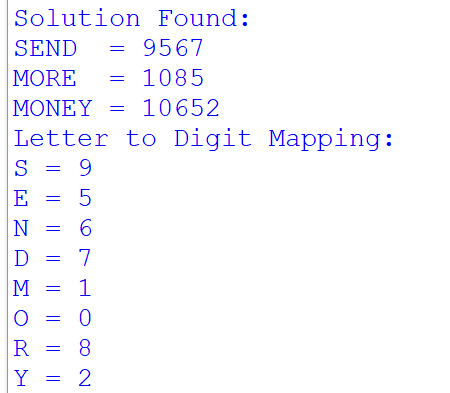 Solution Found:
SEND  = 9567
MORE  = 1085
MONEY = 10652
Letter to Digit Mapping:
S = 9
E = 5
N = 6
D = 7
M = 1
O = 0
R = 8
Y = 2